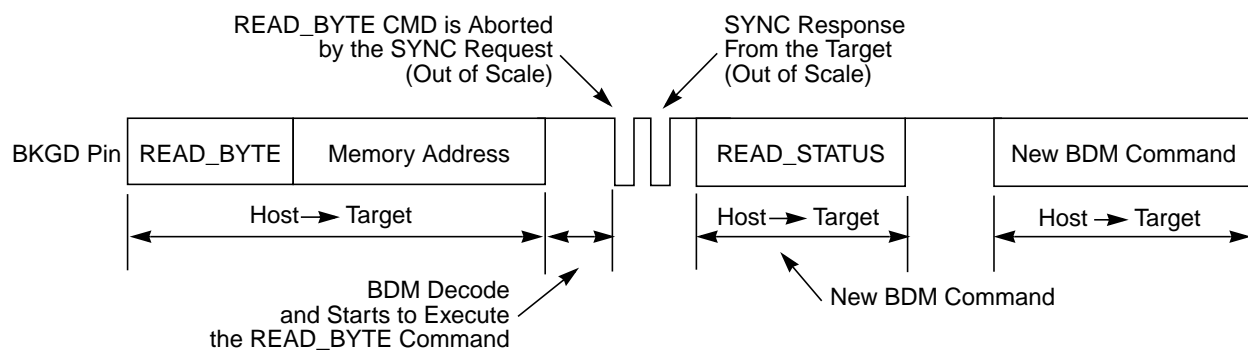 READ_BYTE CMD is Aborted
by the SYNC Request
(Out of Scale)
SYNC Response
From the Target
(Out of Scale)
BKGD Pin
READ_BYTE
Memory Address
READ_STATUS
New BDM Command
Host → Target
Host → Target
Host → Target
BDM Decode
and Starts to Execute
the READ_BYTE Command
New BDM Command